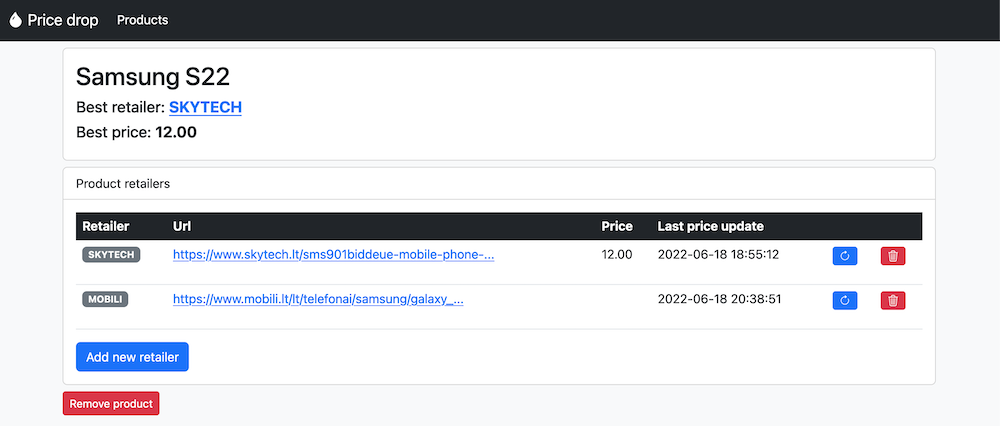 Price drop Products
Samsung S22
Best retailer: SKYTECH
Best price: 12.00
Product retailers
Retailer Url Price Last price update
SKYTECH https://www.skytech.lt/sms901biddeue-mobile-phone-... 12.00 2022-06-18 18:55:12
MOBILI https://www.mobili.lt/lt/telefonai/samsung/galaxy_... 2022-06-18 20:38:51
Add new retailer
Remove product